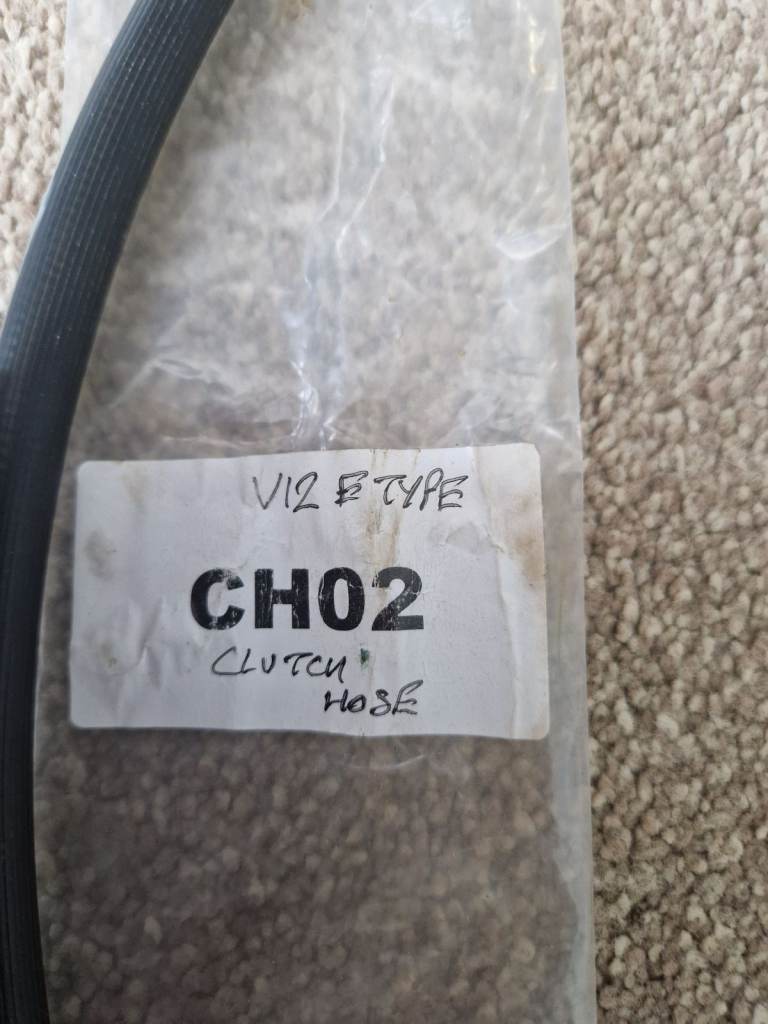 V12 E TYPE
CH02
CLUTCH
HOSE